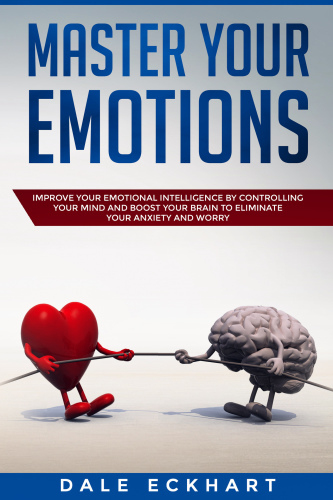 MASTER YOUR
EMOTIONS
IMPROVE YOUR EMOTIONAL INTELLIGENCE BY CONTROLLING
YOUR MIND AND BOOST YOUR BRAIN TO ELIMINATE
YOUR ANXIETY AND WORRY
DALE ECKHART